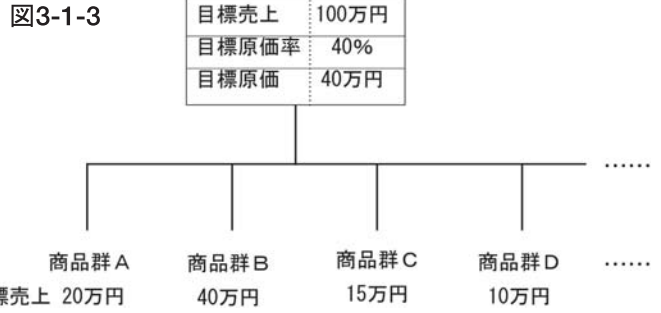 図3-1-3
目標売上 100万円
目標原価率 40%
目標原価 40万円
……
商品群A 商品群B 商品群C 商品群D ……
標売上 20万円 40万円 15万円 10万円